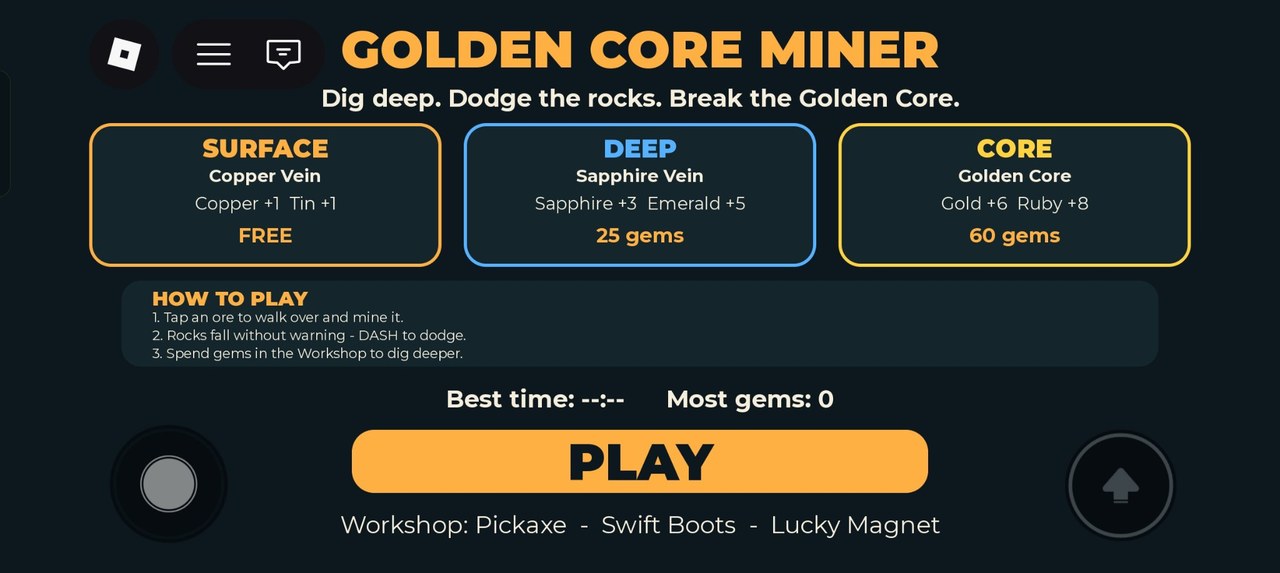 GOLDEN CORE MINER
Dig deep. Dodge the rocks. Break the Golden Core.
SURFACE
Copper Vein
Copper +1  Tin +1
FREE
DEEP
Sapphire Vein
Sapphire +3  Emerald +5
25 gems
CORE
Golden Core
Gold +6  Ruby +8
60 gems
HOW TO PLAY
1. Tap an ore to walk over and mine it.
2. Rocks fall without warning - DASH to dodge.
3. Spend gems in the Workshop to dig deeper.
Best time: --:--  Most gems: 0
PLAY
Workshop: Pickaxe  -  Swift Boots  -  Lucky Magnet